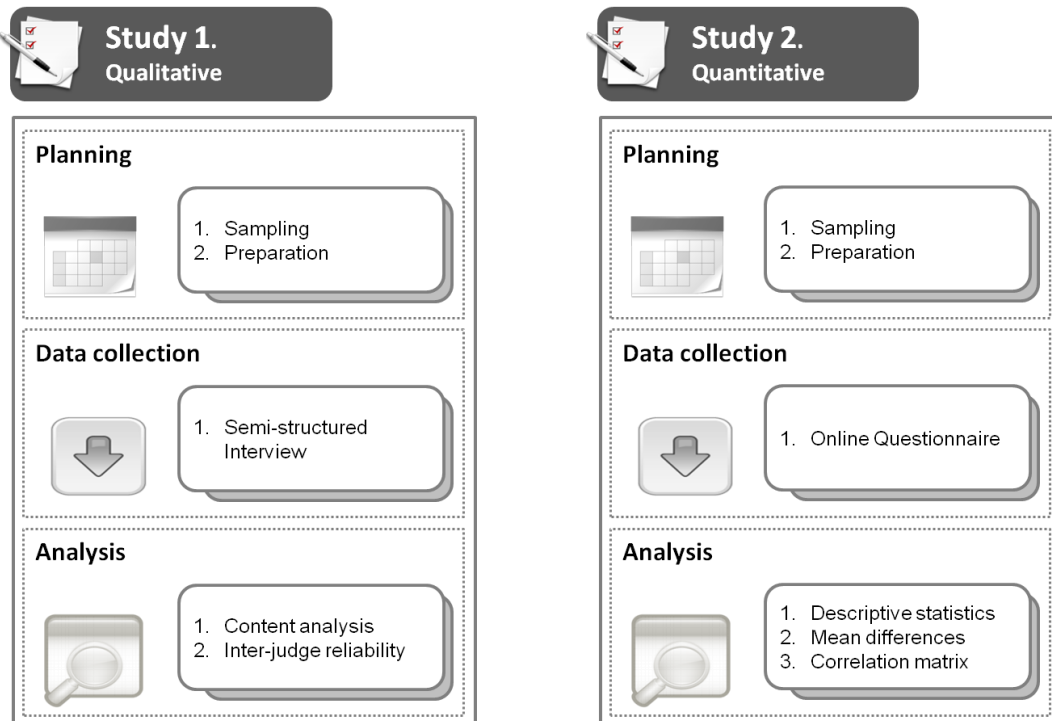 Study 1.
Qualitative
Planning
1. Sampling
2. Preparation
Data collection
1. Semi-structured
Interview
Analysis
1. Content analysis
2. Inter-judge reliability
Study 2.
Quantitative
Planning
1. Sampling
2. Preparation
Data collection
1. Online Questionnaire
Analysis
1. Descriptive statistics
2. Mean differences
3. Correlation matrix